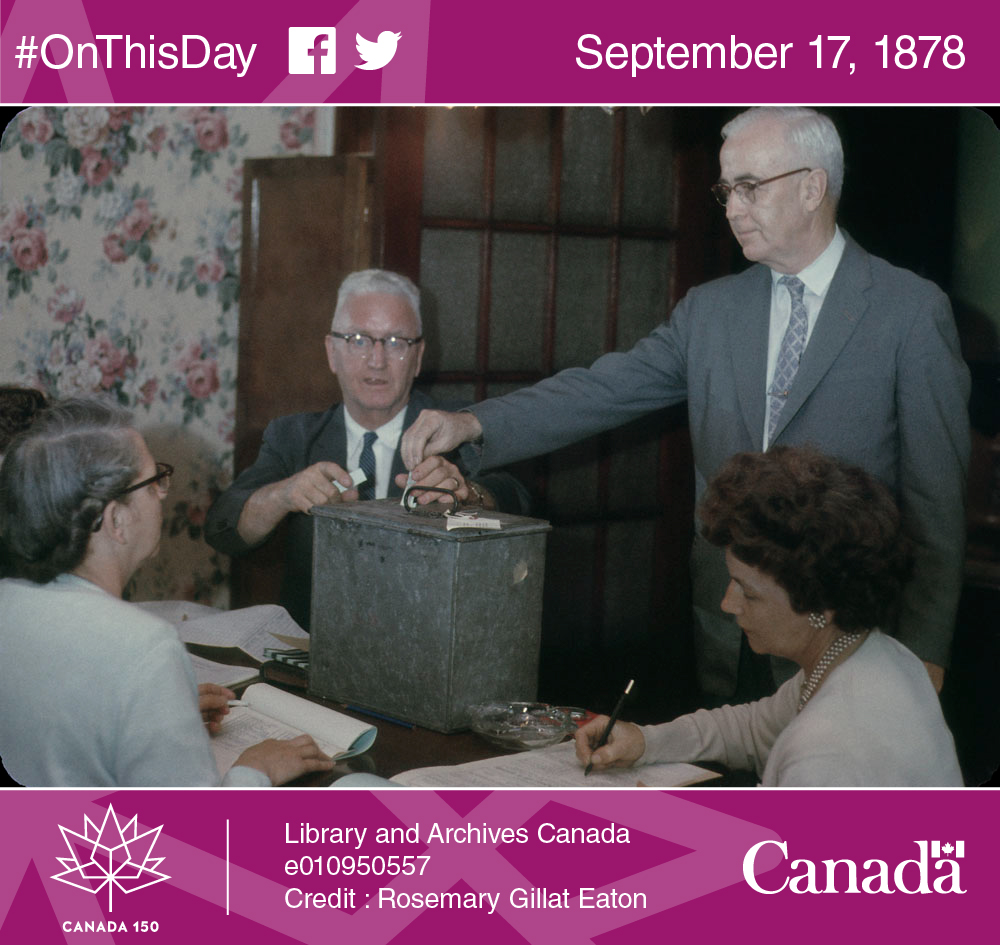 #OnThisDay
September 17, 1878
CANADA 150
Library and Archives Canada
e010950557
Credit : Rosemary Gillat Eaton
Canada